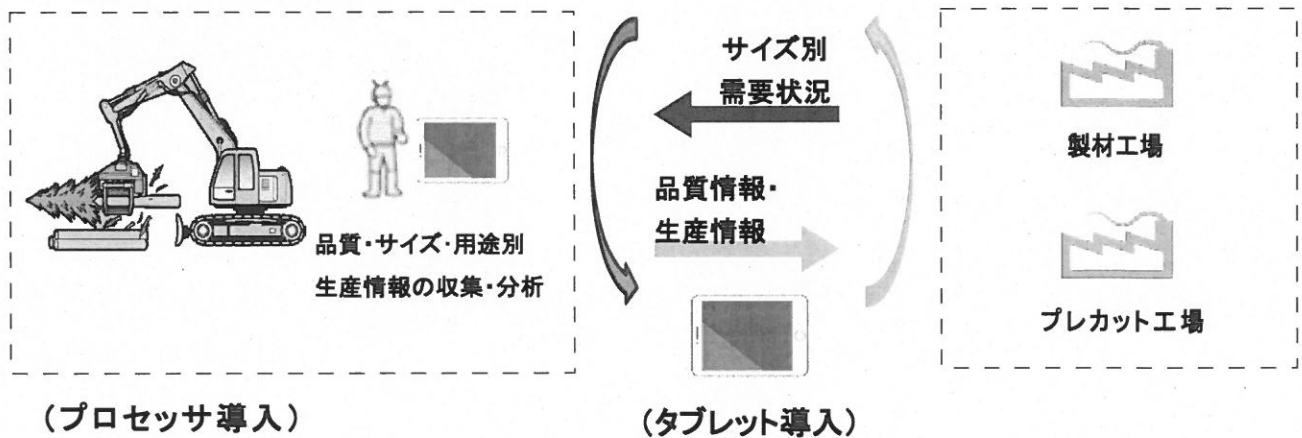 品質・サイズ・用途別
生産情報の収集・分析
(プロセッサ導入)
サイズ別
需要状況
品質情報・
生産情報
(タブレット導入)
製材工場
プレカット工場